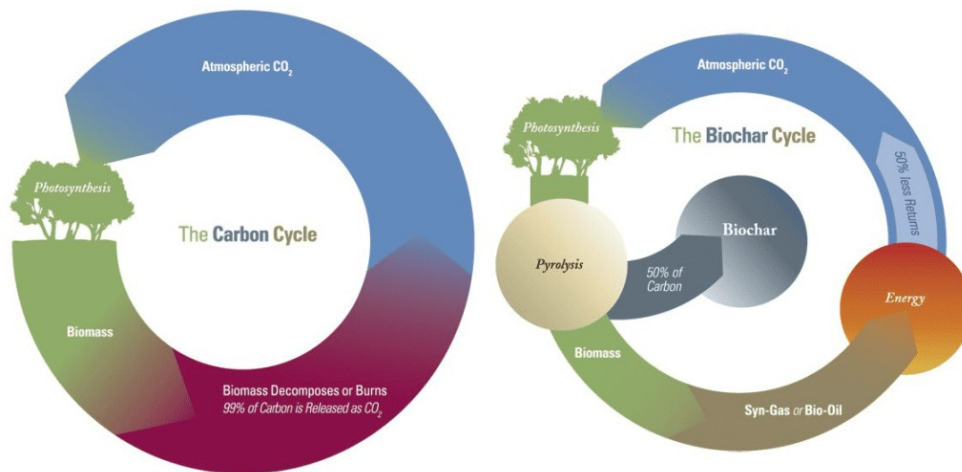 Atmospheric CO₂
Photosynthesis
The Carbon Cycle
Biomass
Biomass Decomposes or Burns
99% of Carbon is Released as CO₂
Atmospheric CO₂
Photosynthesis
The Biochar Cycle
50% less Returns
Biochar
Pyrolysis
50% of
Carbon
Energy
Biomass
Syn-Gas or Bio-Oil